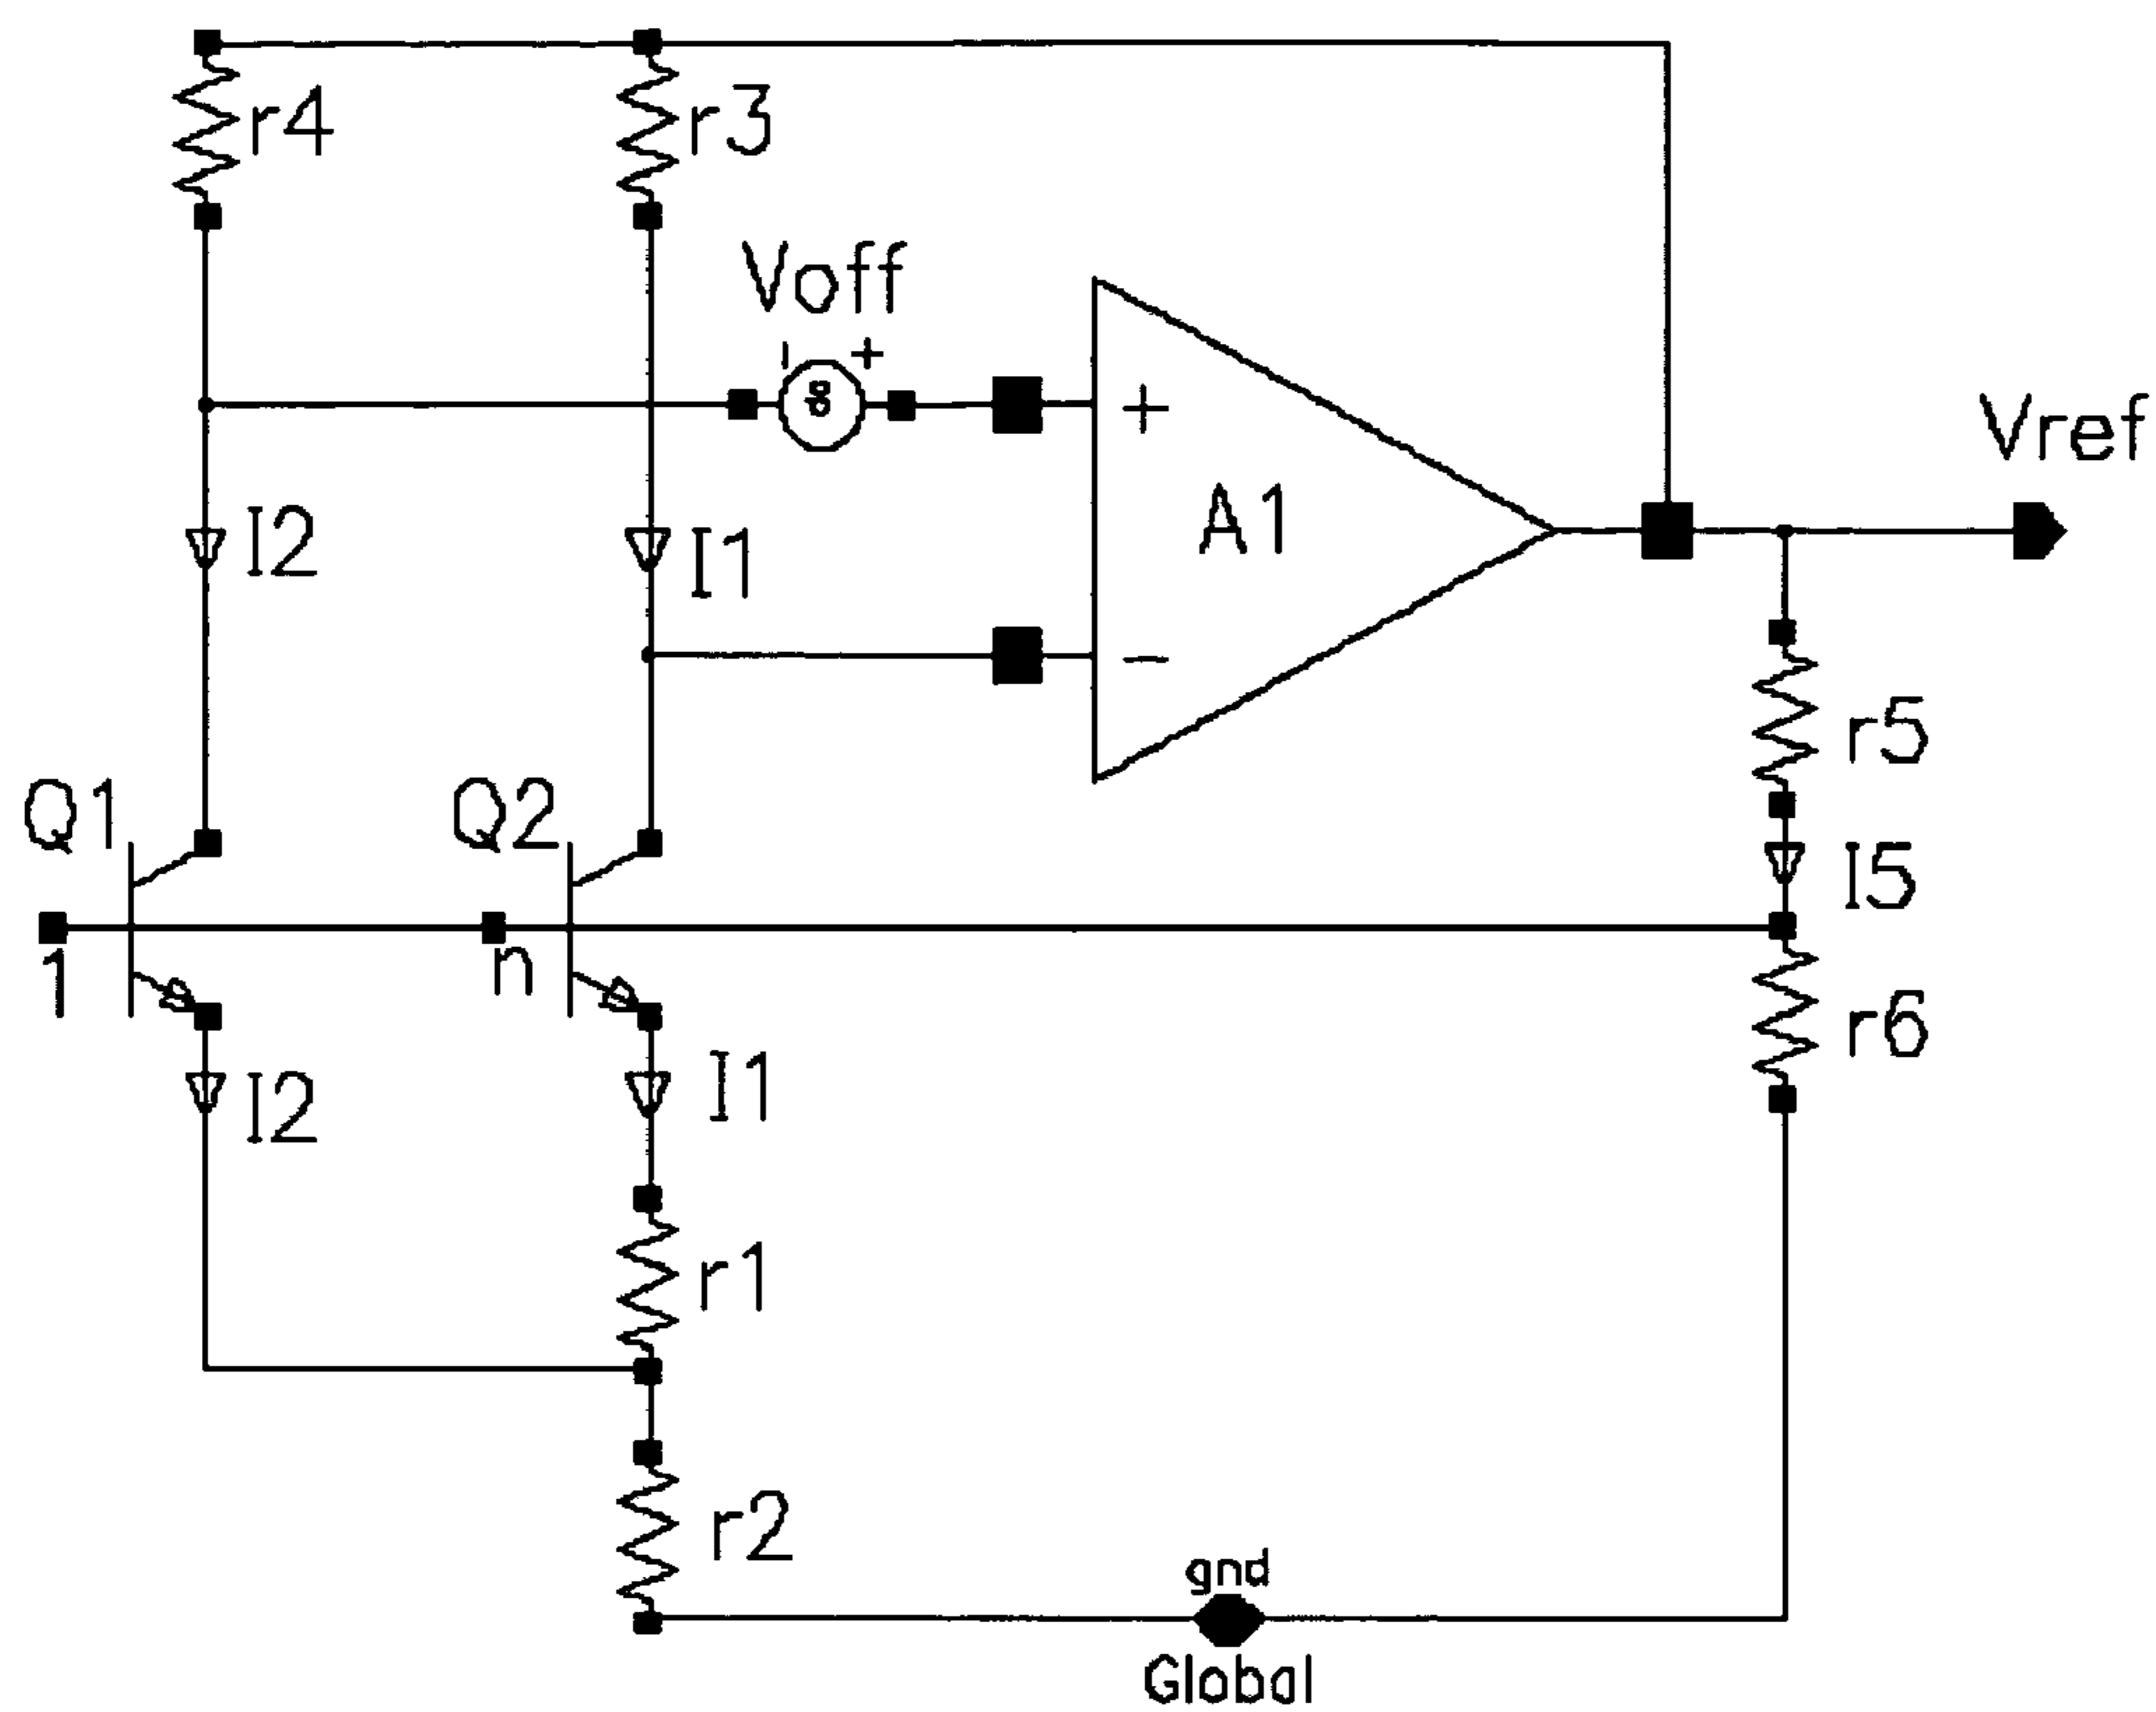 r4
r3
Voff
- +
+
Vref
A1
I2
I1
-
r5
Q1
Q2
I5
1
n
r6
I2
I1
r1
r2
gnd
Global